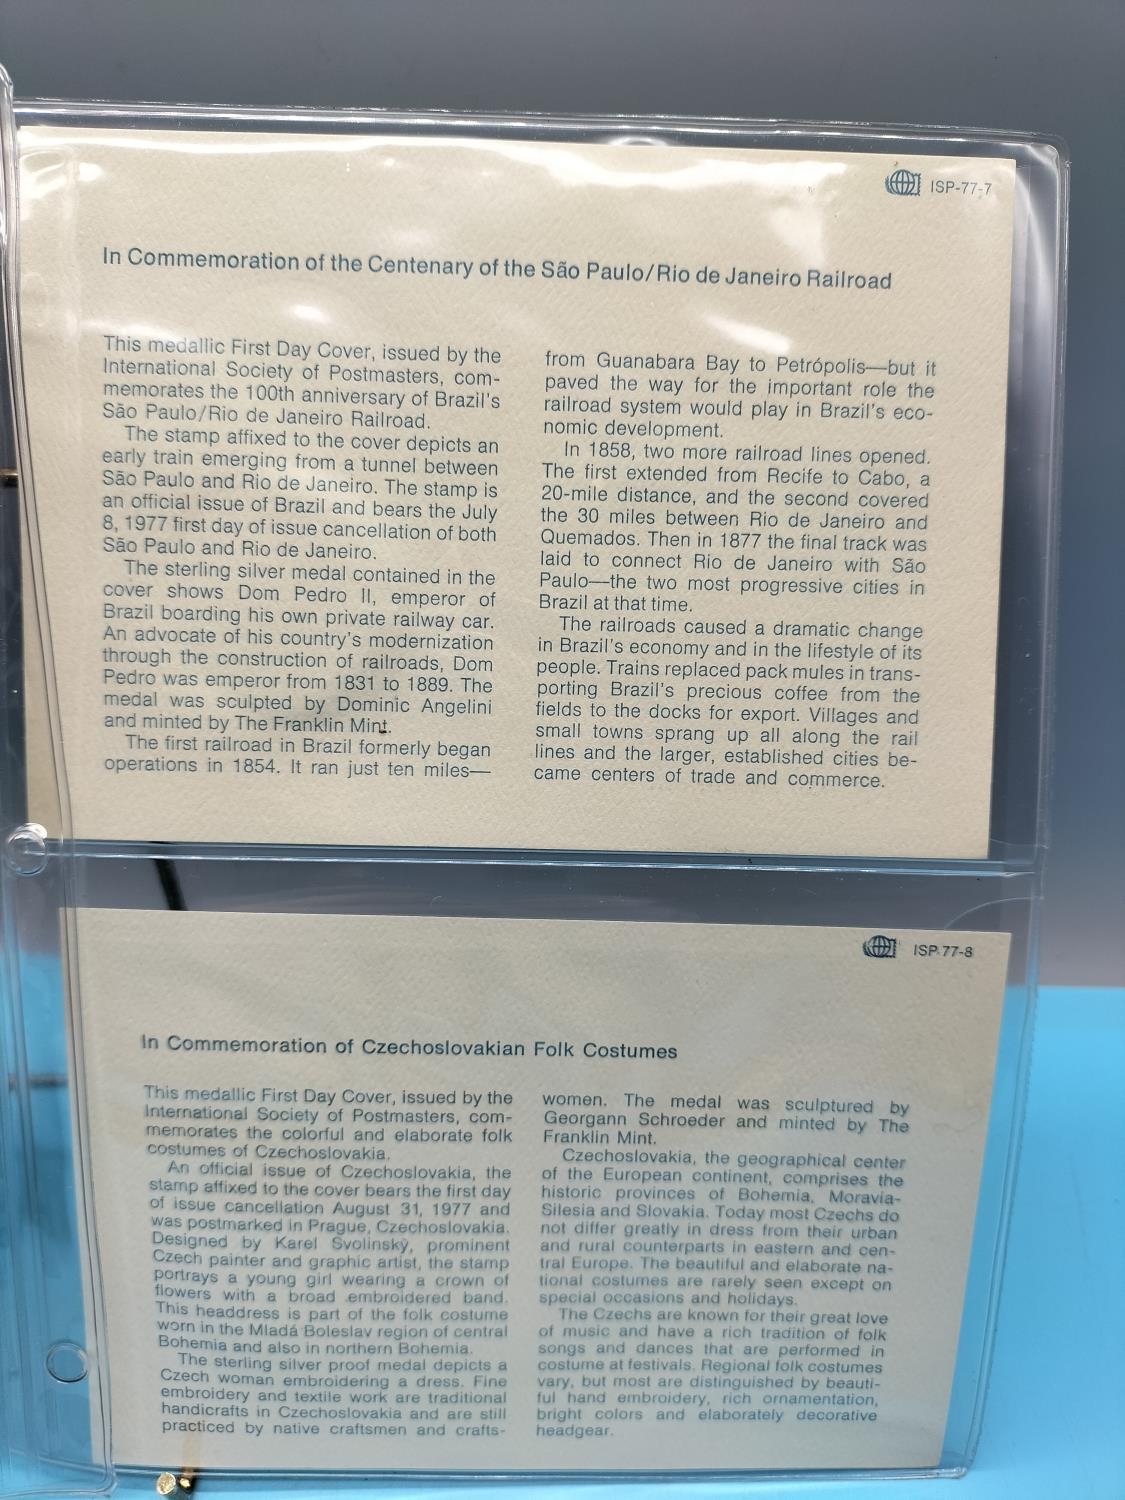 ISP-77-7
In Commemoration of the Centenary of the São Paulo/Rio de Janeiro Railroad
This medallic First Day Cover, issued by the
International Society of Postmasters, com-
memorates the 100th anniversary of Brazil's
São Paulo/Rio de Janeiro Railroad.
The stamp affixed to the cover depicts an
early train emerging from a tunnel between
São Paulo and Rio de Janeiro. The stamp is
an official issue of Brazil and bears the July
8, 1977 first day of issue cancellation of both
São Paulo and Rio de Janeiro.
The sterling silver medal contained in the
cover shows Dom Pedro II, emperor of
Brazil boarding his own private railway car.
An advocate of his country's modernization
through the construction of railroads, Dom
Pedro was emperor from 1831 to 1889. The
medal was sculpted by Dominic Angelini
and minted by The Franklin Mint.
The first railroad in Brazil formerly began
operations in 1854. It ran just ten miles—
from Guanabara Bay to Petrópolis—but it
paved the way for the important role the
railroad system would play in Brazil's eco-
nomic development.
In 1858, two more railroad lines opened.
The first extended from Recife to Cabo, a
20-mile distance, and the second covered
the 30 miles between Rio de Janeiro and
Quemados. Then in 1877 the final track was
laid to connect Rio de Janeiro with São
Paulo—the two most progressive cities in
Brazil at that time.
The railroads caused a dramatic change
in Brazil's economy and in the lifestyle of its
people. Trains replaced pack mules in trans-
porting Brazil's precious coffee from the
fields to the docks for export. Villages and
small towns sprang up all along the rail
lines and the larger, established cities be-
came centers of trade and commerce.
ISP-77-8
In Commemoration of Czechoslovakian Folk Costumes
This medallic First Day Cover, issued by the
International Society of Postmasters, com-
memorates the colorful and elaborate folk
costumes of Czechoslovakia.
An official issue of Czechoslovakia, the
stamp affixed to the cover bears the first day
of issue cancellation August 31, 1977 and
was postmarked in Prague, Czechoslovakia.
Designed by Karel Svolinský, prominent
Czech painter and graphic artist, the stamp
portrays a young girl wearing a crown of
flowers with a broad embroidered band.
This headdress is part of the folk costume
worn in the Mladá Boleslav region of central
Bohemia and also in northern Bohemia.
The sterling silver proof medal depicts a
Czech woman embroidering a dress. Fine
embroidery and textile work are traditional
handicrafts in Czechoslovakia and are still
practiced by native craftsmen and crafts-
women. The medal was sculptured by
Georgann Schroeder and minted by The
Franklin Mint.
Czechoslovakia, the geographical center
of the European continent, comprises the
historic provinces of Bohemia, Moravia-
Silesia and Slovakia. Today most Czechs do
not differ greatly in dress from their urban
and rural counterparts in eastern and cen-
tral Europe. The beautiful and elaborate na-
tional costumes are rarely seen except on
special occasions and holidays.
The Czechs are known for their great love
of music and have a rich tradition of folk
songs and dances that are performed in
costume at festivals. Regional folk costumes
vary, but most are distinguished by beauti-
ful hand embroidery, rich ornamentation,
bright colors and elaborately decorative
headgear.